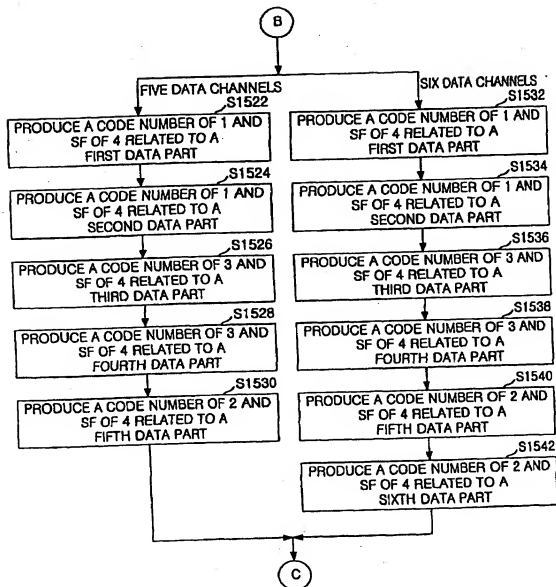 B
FIVE DATA CHANNELS
S1522
PRODUCE A CODE NUMBER OF 1 AND
SF OF 4 RELATED TO A
FIRST DATA PART
S1524
PRODUCE A CODE NUMBER OF 1 AND
SF OF 4 RELATED TO A
SECOND DATA PART
S1526
PRODUCE A CODE NUMBER OF 3 AND
SF OF 4 RELATED TO A
THIRD DATA PART
S1528
PRODUCE A CODE NUMBER OF 3 AND
SF OF 4 RELATED TO A
FOURTH DATA PART
S1530
PRODUCE A CODE NUMBER OF 2 AND
SF OF 4 RELATED TO A
FIFTH DATA PART
SIX DATA CHANNELS
S1532
PRODUCE A CODE NUMBER OF 1 AND
SF OF 4 RELATED TO A
FIRST DATA PART
S1534
PRODUCE A CODE NUMBER OF 1 AND
SF OF 4 RELATED TO A
SECOND DATA PART
S1536
PRODUCE A CODE NUMBER OF 3 AND
SF OF 4 RELATED TO A
THIRD DATA PART
S1538
PRODUCE A CODE NUMBER OF 3 AND
SF OF 4 RELATED TO A
FOURTH DATA PART
S1540
PRODUCE A CODE NUMBER OF 2 AND
SF OF 4 RELATED TO A
FIFTH DATA PART
S1542
PRODUCE A CODE NUMBER OF 2 AND
SF OF 4 RELATED TO A
SIXTH DATA PART
C